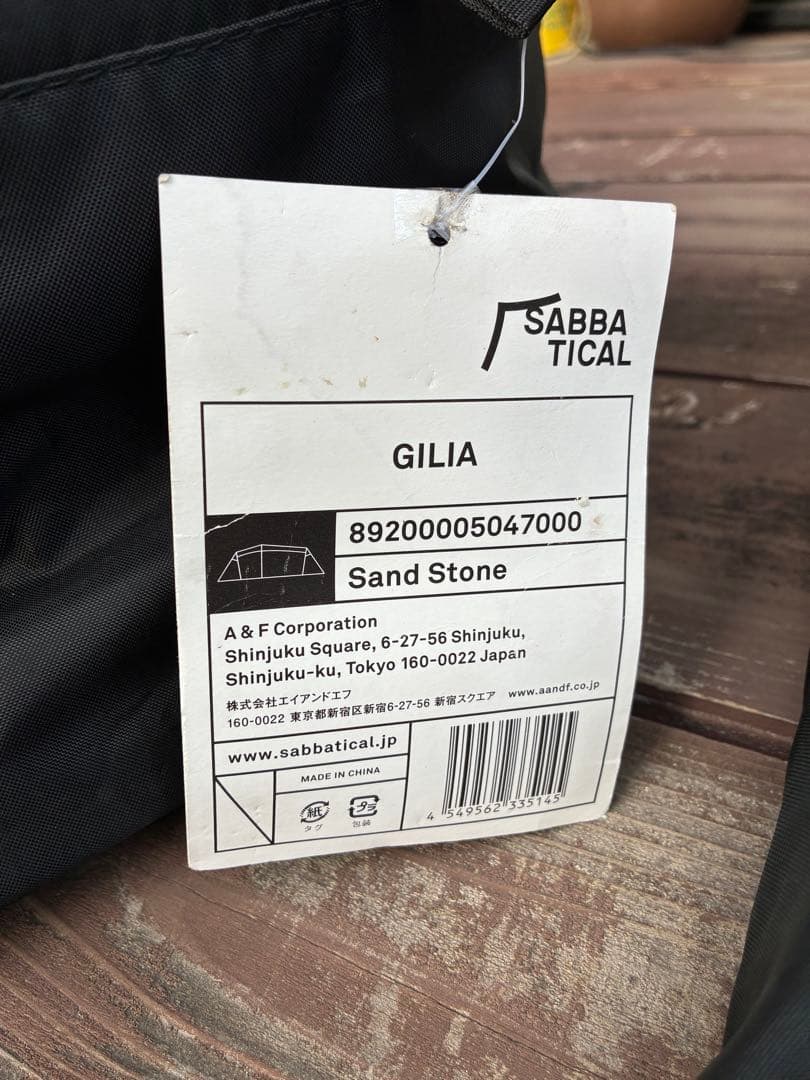 SABBA
TICAL
GILIA
89200005047000
Sand Stone
A & F Corporation
Shinjuku Square, 6-27-56 Shinjuku,
Shinjuku-ku, Tokyo 160-0022 Japan
株式会社エイアンドエフ
160-0022 東京都新宿区新宿6-27-56 新宿スクエア www.aandf.co.jp
www.sabbatical.jp
MADE IN CHINA
紙 プラ
タグ 包装
4 549562 335145